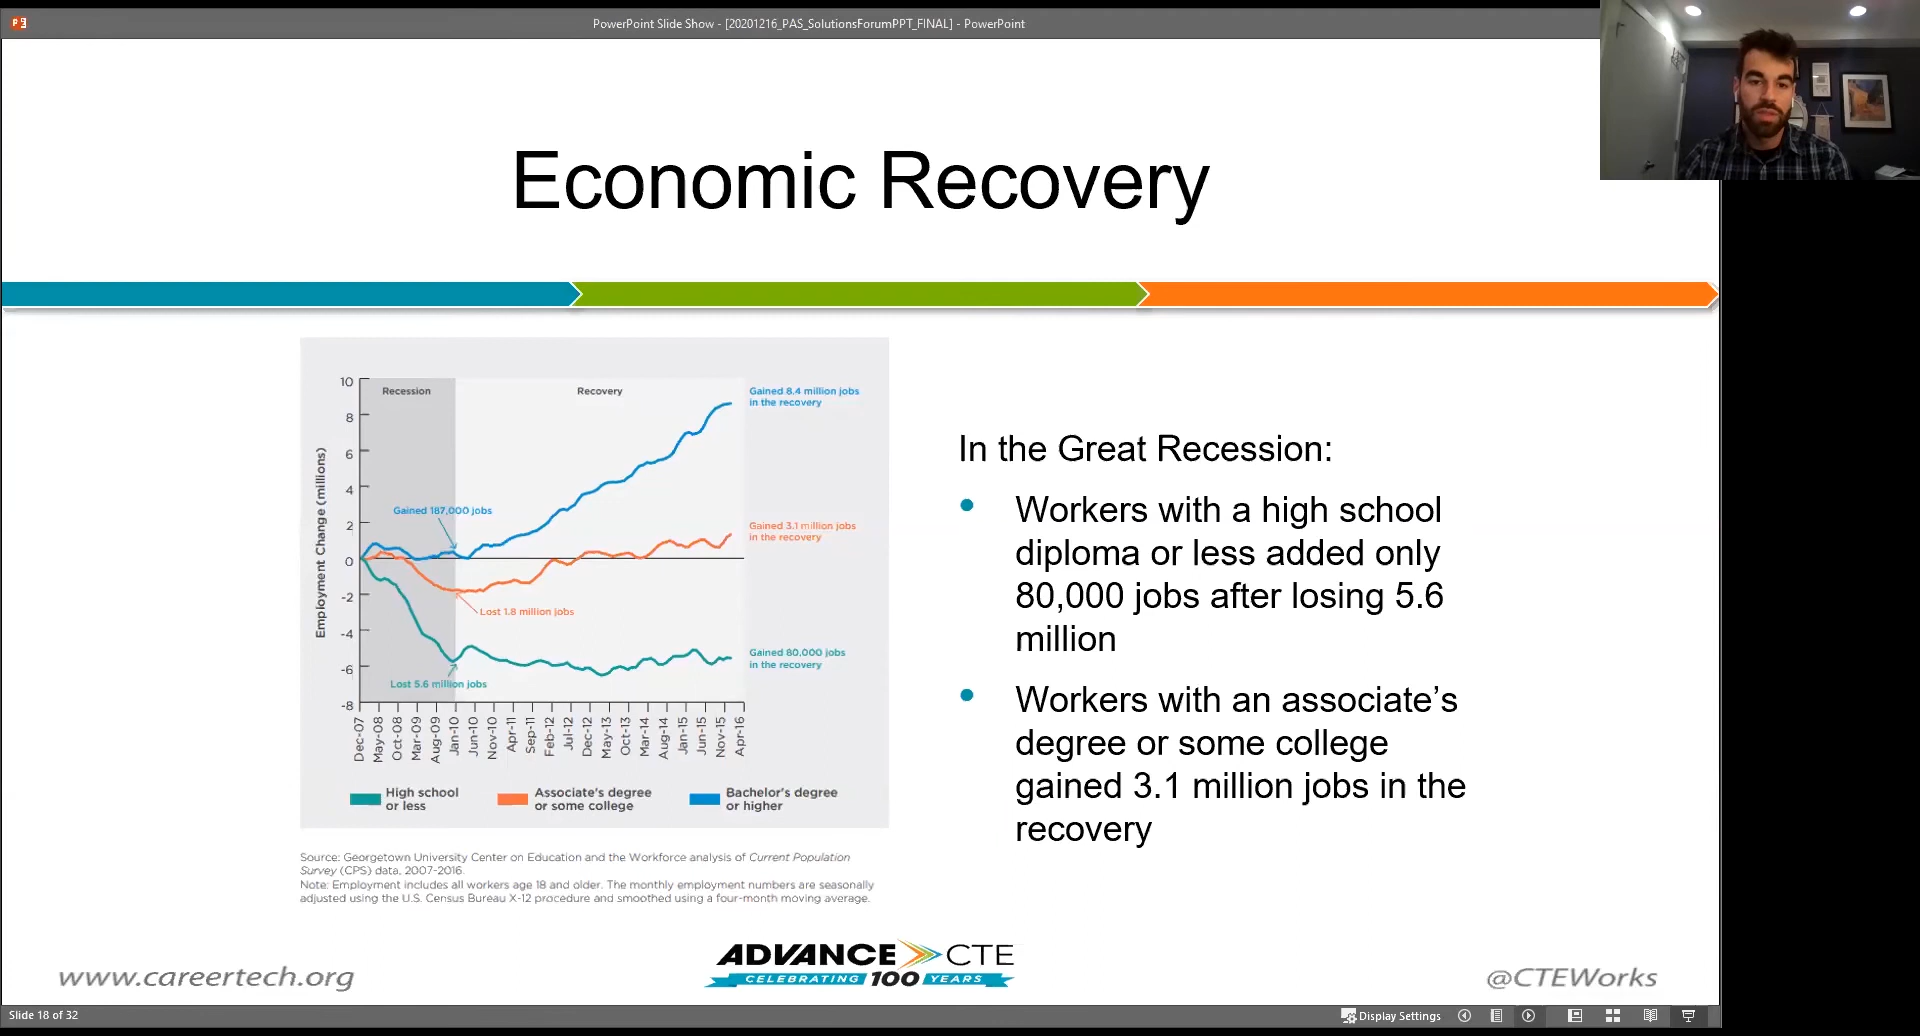 PowerPoint Slide Show - [20201216_PAS_SolutionsForumPPT_FINAL] - PowerPoint
Economic Recovery
Employment Change (millions)
10
8
6
4
2
0
-2
-4
-6
-8
Recession
Recovery
Gained 8.4 million jobs
in the recovery
Gained 187,000 jobs
Gained 3.1 million jobs
in the recovery
Lost 1.8 million jobs
Gained 80,000 jobs
in the recovery
Lost 5.6 million jobs
Dec-07
May-08
Oct-08
Mar-09
Aug-09
Jan-10
Jun-10
Nov-10
Apr-11
Sep-11
Feb-12
Jul-12
Dec-12
May-13
Oct-13
Mar-14
Aug-14
Jan-15
Jun-15
Nov-15
Apr-16
High school
or less
Associate's degree
or some college
Bachelor's degree
or higher
Source: Georgetown University Center on Education and the Workforce analysis of Current Population
Survey (CPS) data, 2007-2016.
Note: Employment includes all workers age 18 and older. The monthly employment numbers are seasonally
adjusted using the U.S. Census Bureau X-12 procedure and smoothed using a four-month moving average.
In the Great Recession:
• Workers with a high school
diploma or less added only
80,000 jobs after losing 5.6
million
• Workers with an associate’s
degree or some college
gained 3.1 million jobs in the
recovery
www.careertech.org
ADVANCE CTE
CELEBRATING 100 YEARS
@CTEWorks
Slide 18 of 32
Display Settings